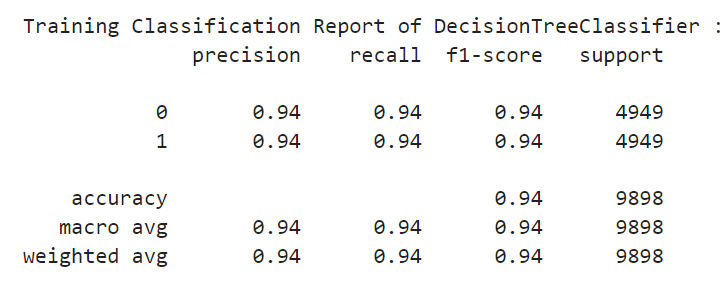 Training Classification Report of DecisionTreeClassifier :
precision recall f1-score support
0 0.94 0.94 0.94 4949
1 0.94 0.94 0.94 4949
accuracy 0.94 9898
macro avg 0.94 0.94 0.94 9898
weighted avg 0.94 0.94 0.94 9898